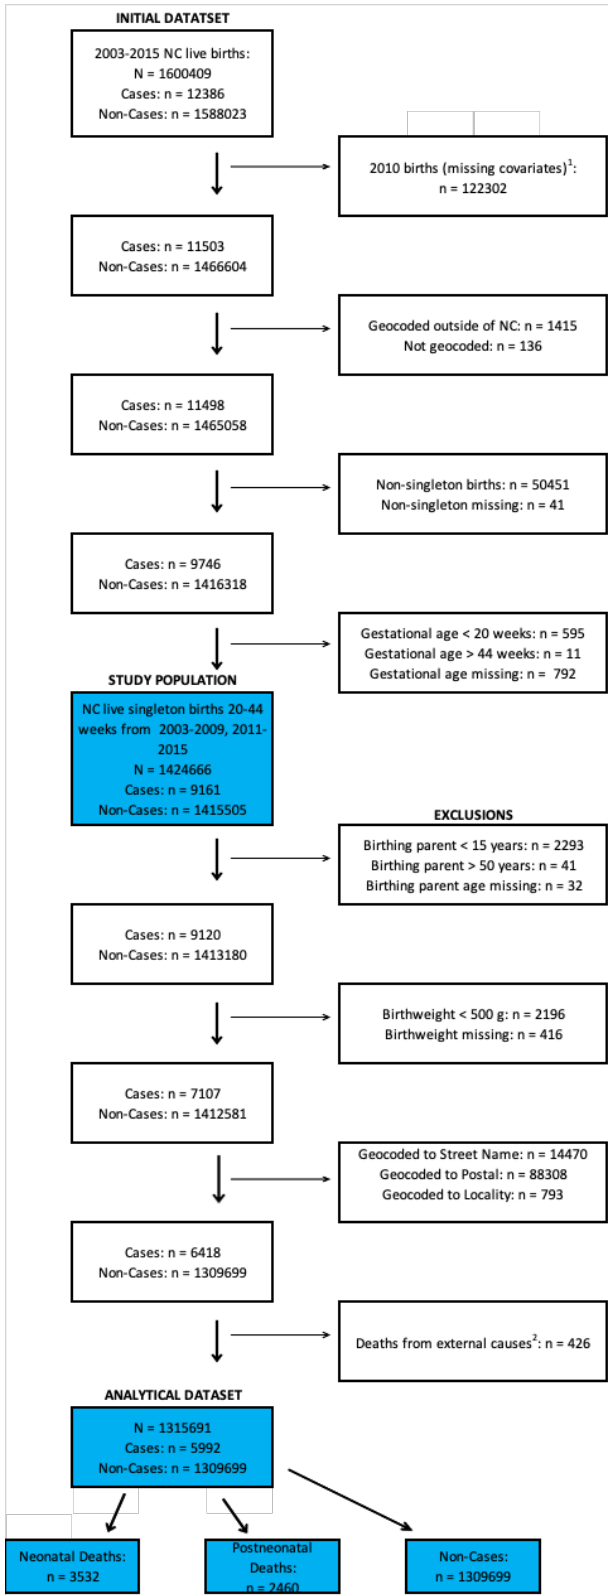 INITIAL DATATSET
2003-2015 NC live births:
N = 1600409
Cases: n = 12386
Non-Cases: n = 1588023
2010 births (missing covariates)1:
n = 122302
Cases: n = 11503
Non-Cases: n = 1466604
Geocoded outside of NC: n = 1415
Not geocoded: n = 136
Cases: n = 11498
Non-Cases: n = 1465058
Non-singleton births: n = 50451
Non-singleton missing: n = 41
Cases: n = 9746
Non-Cases: n = 1416318
Gestational age < 20 weeks: n = 595
Gestational age > 44 weeks: n = 11
Gestational age missing: n = 792
STUDY POPULATION
NC live singleton births 20-44
weeks from 2003-2009, 2011-
2015
N = 1424666
Cases: n = 9161
Non-Cases: n = 1415505
EXCLUSIONS
Birthing parent < 15 years: n = 2293
Birthing parent > 50 years: n = 41
Birthing parent age missing: n = 32
Cases: n = 9120
Non-Cases: n = 1413180
Birthweight < 500 g: n = 2196
Birthweight missing: n = 416
Cases: n = 7107
Non-Cases: n = 1412581
Geocoded to Street Name: n = 14470
Geocoded to Postal: n = 88308
Geocoded to Locality: n = 793
Cases: n = 6418
Non-Cases: n = 1309699
Deaths from external causes2: n = 426
ANALYTICAL DATASET
N = 1315691
Cases: n = 5992
Non-Cases: n = 1309699
Neonatal Deaths:
n = 3532
Postneonatal
Deaths:
n = 2460
Non-Cases:
n = 1309699